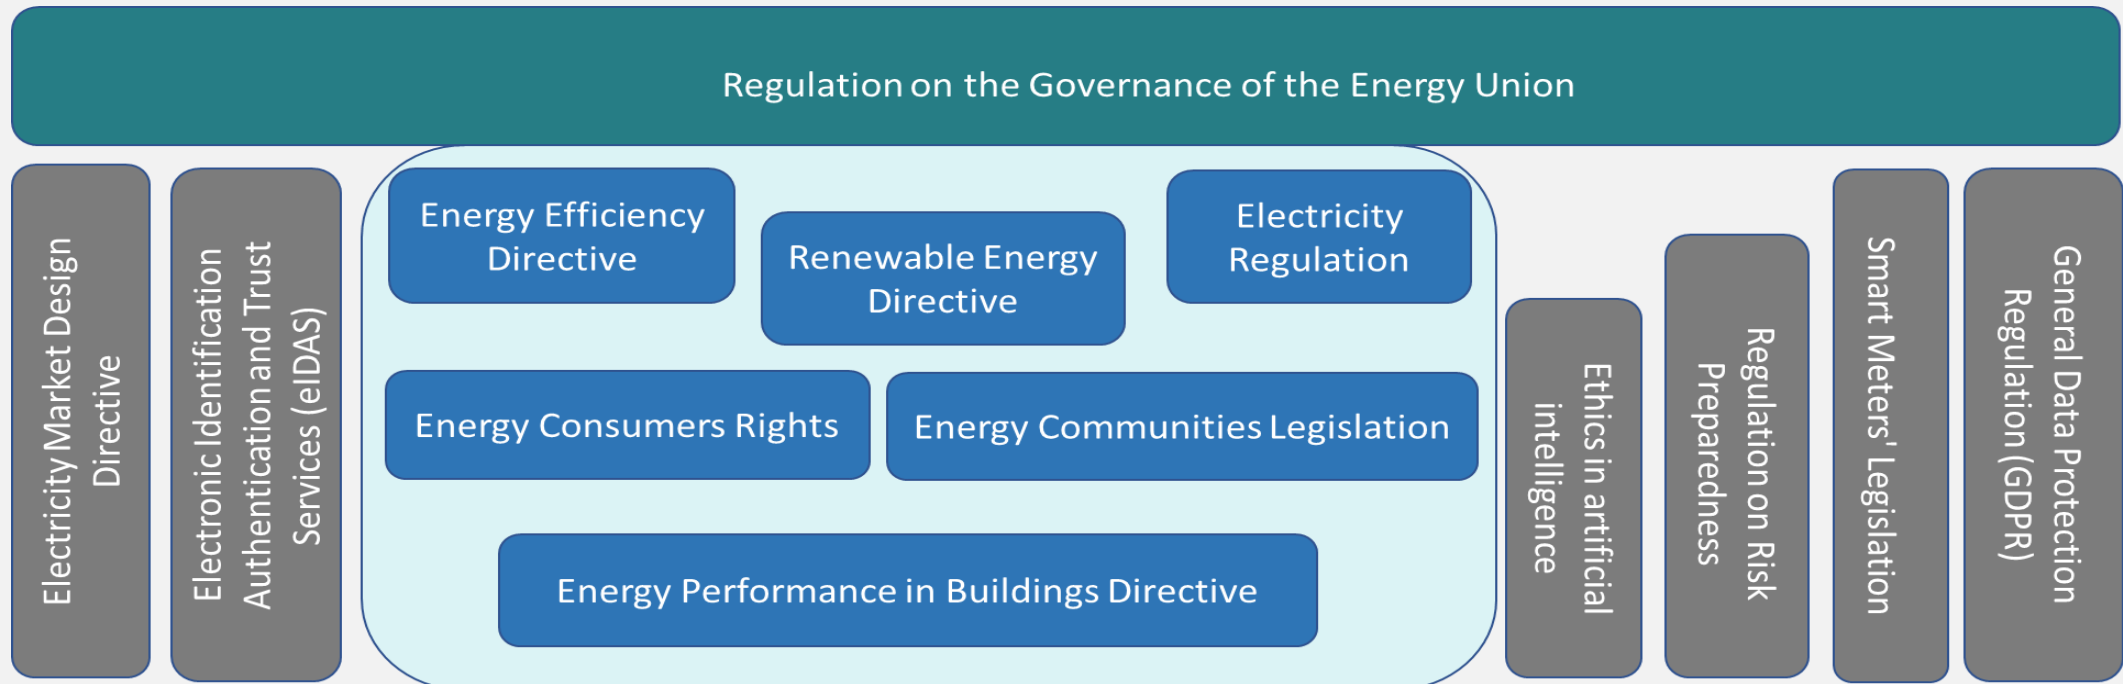 Regulation on the Governance of the Energy Union
Electricity Market Design
Directive
Electronic Identification
Authentication and Trust
Services (eIDAS)
Energy Efficiency
Directive
Renewable Energy
Directive
Electricity
Regulation
Energy Consumers Rights
Energy Communities Legislation
Energy Performance in Buildings Directive
Ethics in artificial
intelligence
Regulation on Risk
Preparedness
Smart Meters' Legislation
General Data Protection
Regulation (GDPR)